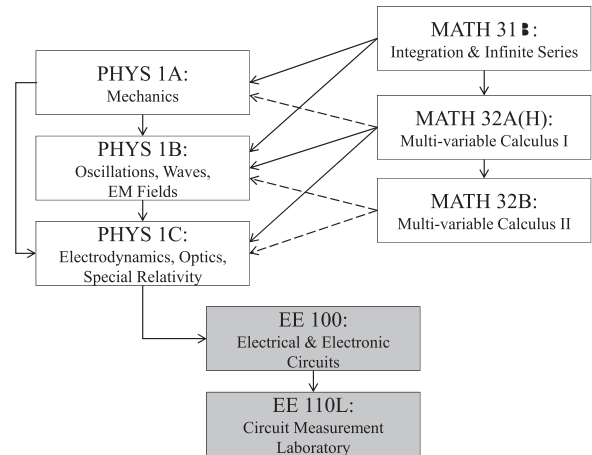 MATH 31B:
Integration & Infinite Series
PHYS 1A:
Mechanics
MATH 32A(H):
Multi-variable Calculus I
PHYS 1B:
Oscillations, Waves,
EM Fields
MATH 32B:
Multi-variable Calculus II
PHYS 1C:
Electrodynamics, Optics,
Special Relativity
EE 100:
Electrical & Electronic
Circuits
EE 110L:
Circuit Measurement
Laboratory